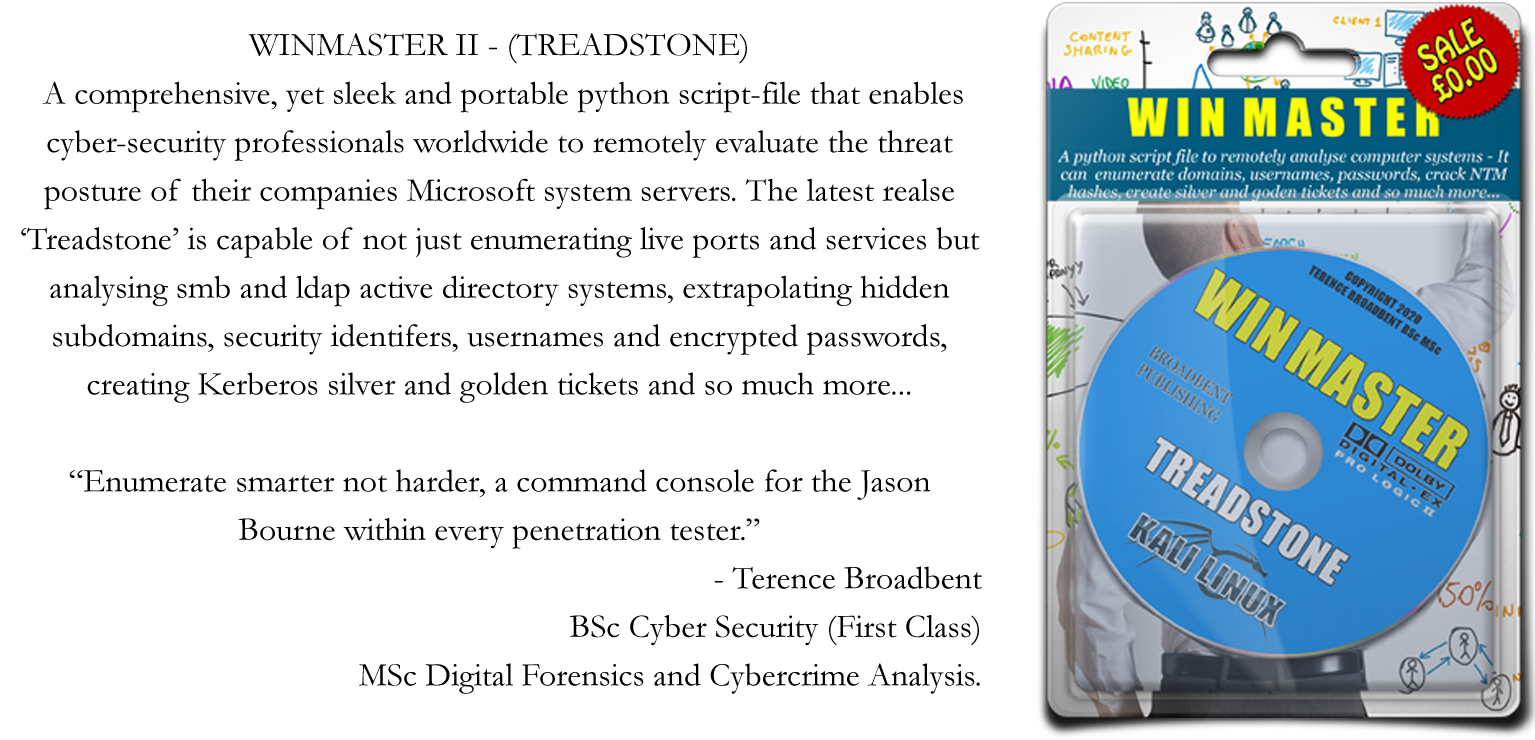 WINMASTER II - (TREADSTONE)
A comprehensive, yet sleek and portable python script-file that enables
cyber-security professionals worldwide to remotely evaluate the threat
posture of their companies Microsoft system servers. The latest realse
‘Treadstone’ is capable of not just enumerating live ports and services but
analysing smb and ldap active directory systems, extrapolating hidden
subdomains, security identifers, usernames and encrypted passwords,
creating Kerberos silver and golden tickets and so much more...
“Enumerate smarter not harder, a command console for the Jason
Bourne within every penetration tester.”
- Terence Broadbent
BSc Cyber Security (First Class)
MSc Digital Forensics and Cybercrime Analysis.
CONTENT
SHARING
VIDEO
CLIENT 1
SALE
£0.00
WIN MASTER
A python script file to remotely analyse computer systems - It
can enumerate domains, usernames, passwords, crack NTM
hashes, create silver and goden tickets and so much more...
COPYRIGHT 2020
TERENCE BROADBENT BSc MSc
WIN MASTER
BROADBENT
PUBLISHING
DOLBY
DIGITAL·EX
PRO LOGIC II
TREADSTONE
KALI LINUX
50%